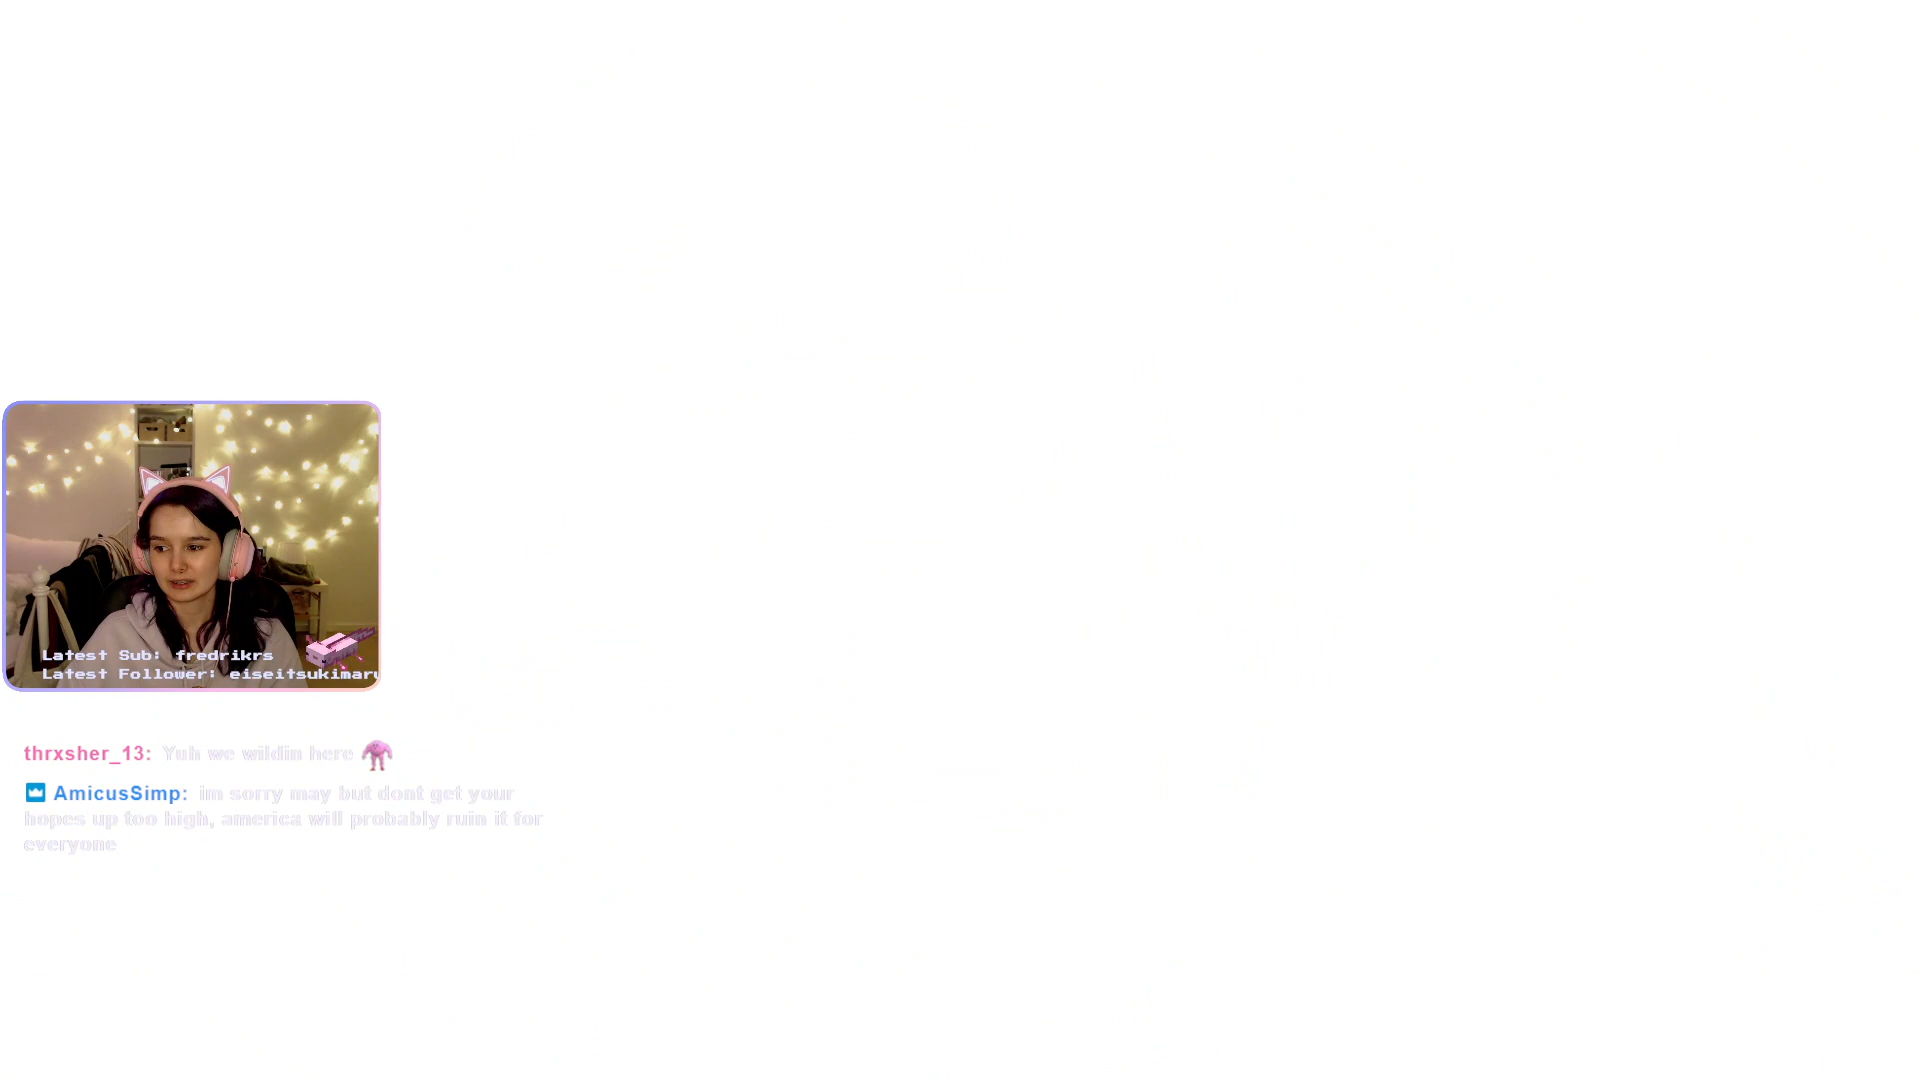 Latest Sub: fredrikrs
Latest Follower: eiseitsukimaru
thrxsher_13: Yuh we wildin here
AmicusSimp: im sorry may but dont get your
hopes up too high, america will probably ruin it for
everyone